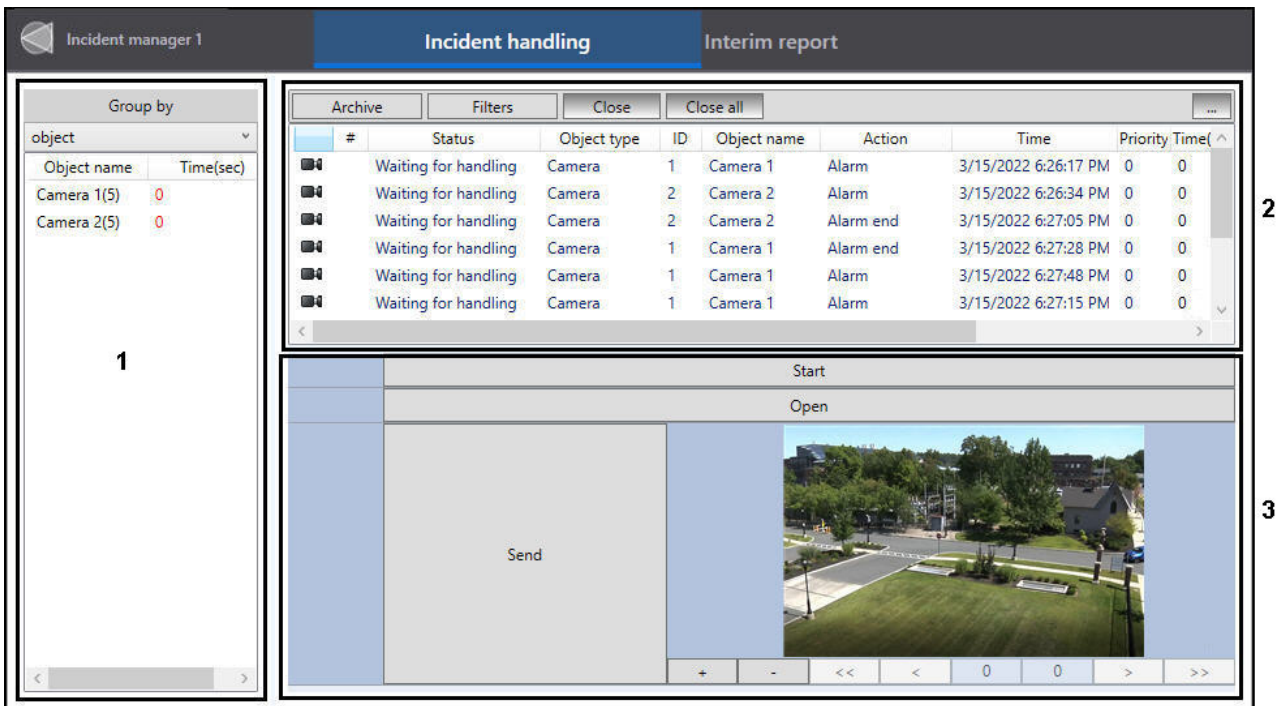 Incident manager 1
Incident handling
Interim report
Group by
object
Object name Time(sec)
Camera 1(5) 0
Camera 2(5) 0
1
Archive Filters Close Close all ...
# Status Object type ID Object name Action Time Priority Time(
Waiting for handling Camera 1 Camera 1 Alarm 3/15/2022 6:26:17 PM 0 0
Waiting for handling Camera 2 Camera 2 Alarm 3/15/2022 6:26:34 PM 0 0
Waiting for handling Camera 2 Camera 2 Alarm end 3/15/2022 6:27:05 PM 0 0
Waiting for handling Camera 1 Camera 1 Alarm end 3/15/2022 6:27:28 PM 0 0
Waiting for handling Camera 1 Camera 1 Alarm 3/15/2022 6:27:48 PM 0 0
Waiting for handling Camera 1 Camera 1 Alarm 3/15/2022 6:27:15 PM 0 0
2
Start
Open
Send
+ - << < 0 0 > >>
3